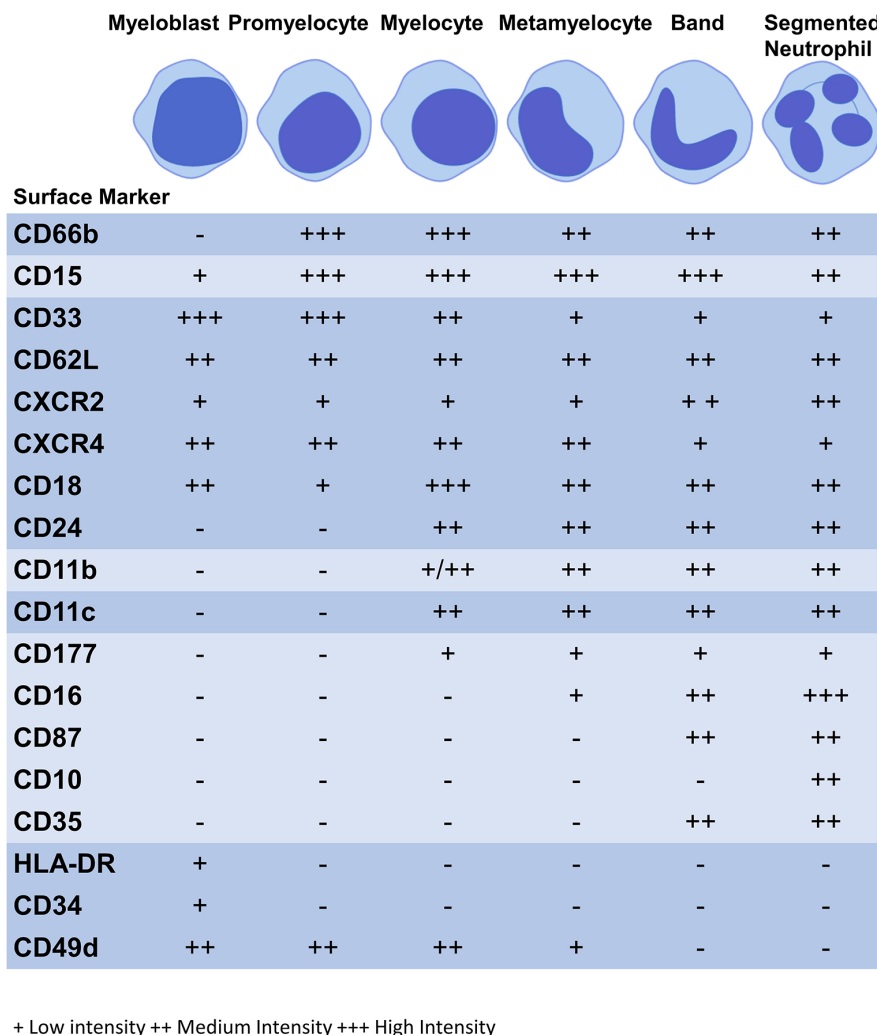 Myeloblast Promyelocyte Myelocyte Metamyelocyte Band Segmented
Neutrophil
Surface Marker
CD66b - +++ +++ ++ ++ ++
CD15 + +++ +++ +++ +++ ++
CD33 +++ +++ ++ + + +
CD62L ++ ++ ++ ++ ++ ++
CXCR2 + + + + + + ++
CXCR4 ++ ++ ++ ++ + +
CD18 ++ + +++ ++ ++ ++
CD24 - - ++ ++ ++ ++
CD11b - - +/++ ++ ++ ++
CD11c - - ++ ++ ++ ++
CD177 - - + + + +
CD16 - - - + ++ +++
CD87 - - - - ++ ++
CD10 - - - - - ++
CD35 - - - - ++ ++
HLA-DR + - - - - -
CD34 + - - - - -
CD49d ++ ++ ++ + - -
+ Low intensity ++ Medium Intensity +++ High Intensity